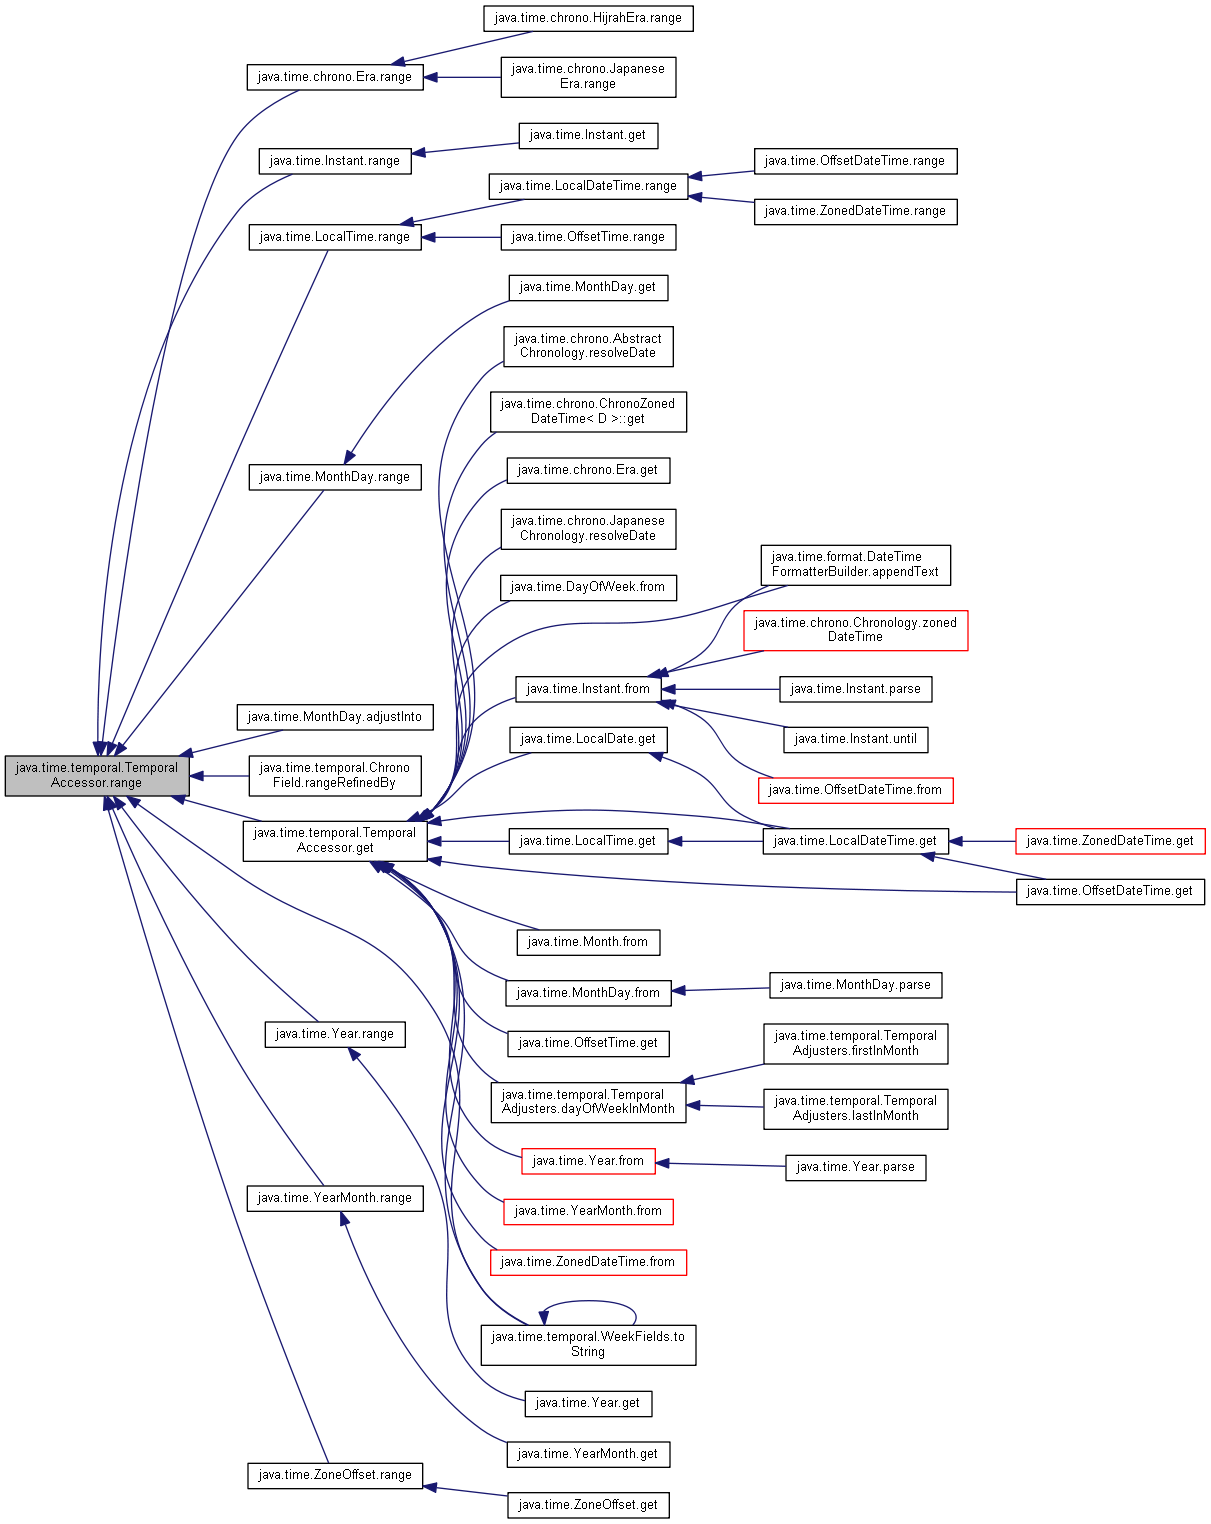 java.time.chrono.HijrahEra.range
java.time.chrono.Era.range
java.time.chrono.Japanese
Era.range
java.time.Instant.get
java.time.Instant.range
java.time.OffsetDateTime.range
java.time.LocalDateTime.range
java.time.ZonedDateTime.range
java.time.LocalTime.range
java.time.OffsetTime.range
java.time.MonthDay.get
java.time.chrono.Abstract
Chronology.resolveDate
java.time.chrono.ChronoZoned
DateTime< D >::get
java.time.chrono.Era.get
java.time.MonthDay.range
java.time.chrono.Japanese
Chronology.resolveDate
java.time.format.DateTime
FormatterBuilder.appendText
java.time.DayOfWeek.from
java.time.chrono.Chronology.zoned
DateTime
java.time.Instant.from
java.time.Instant.parse
java.time.MonthDay.adjustInto
java.time.LocalDate.get
java.time.Instant.until
java.time.temporal.Temporal
Accessor.range
java.time.temporal.Chrono
Field.rangeRefinedBy
java.time.OffsetDateTime.from
java.time.temporal.Temporal
Accessor.get
java.time.LocalTime.get
java.time.LocalDateTime.get
java.time.ZonedDateTime.get
java.time.OffsetDateTime.get
java.time.Month.from
java.time.MonthDay.from
java.time.MonthDay.parse
java.time.Year.range
java.time.OffsetTime.get
java.time.temporal.Temporal
Adjusters.firstInMonth
java.time.temporal.Temporal
Adjusters.dayOfWeekInMonth
java.time.temporal.Temporal
Adjusters.lastInMonth
java.time.Year.from
java.time.Year.parse
java.time.YearMonth.range
java.time.YearMonth.from
java.time.ZonedDateTime.from
java.time.temporal.WeekFields.to
String
java.time.Year.get
java.time.YearMonth.get
java.time.ZoneOffset.range
java.time.ZoneOffset.get